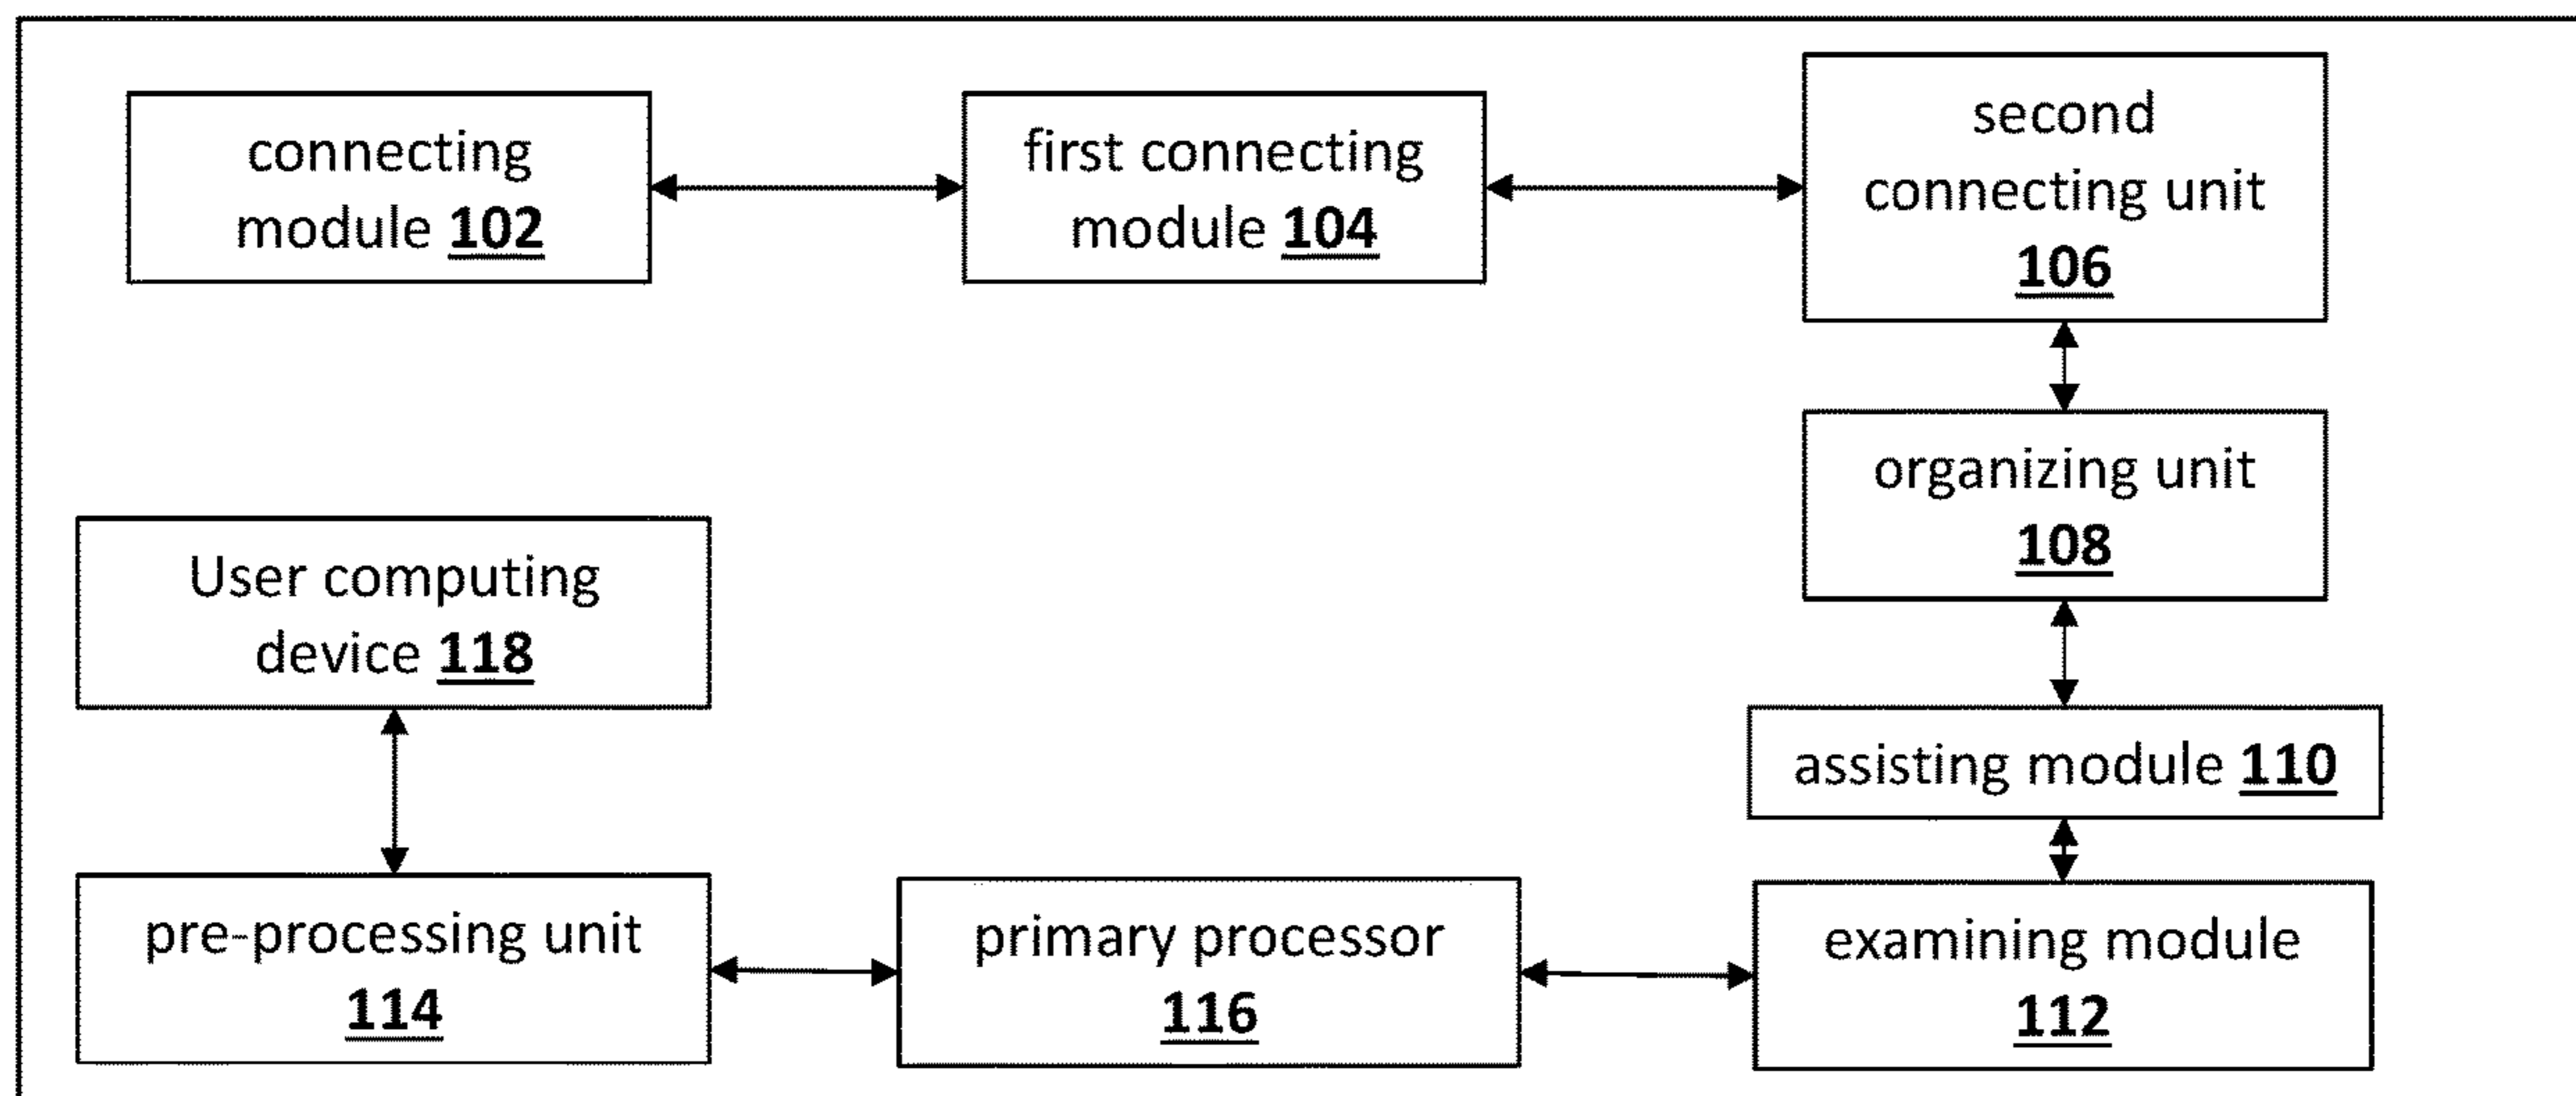 connecting
module 102
first connecting
module 104
second
connecting unit
106
organizing unit
108
User computing
device 118
assisting module 110
pre-processing unit
114
primary processor
116
examining module
112